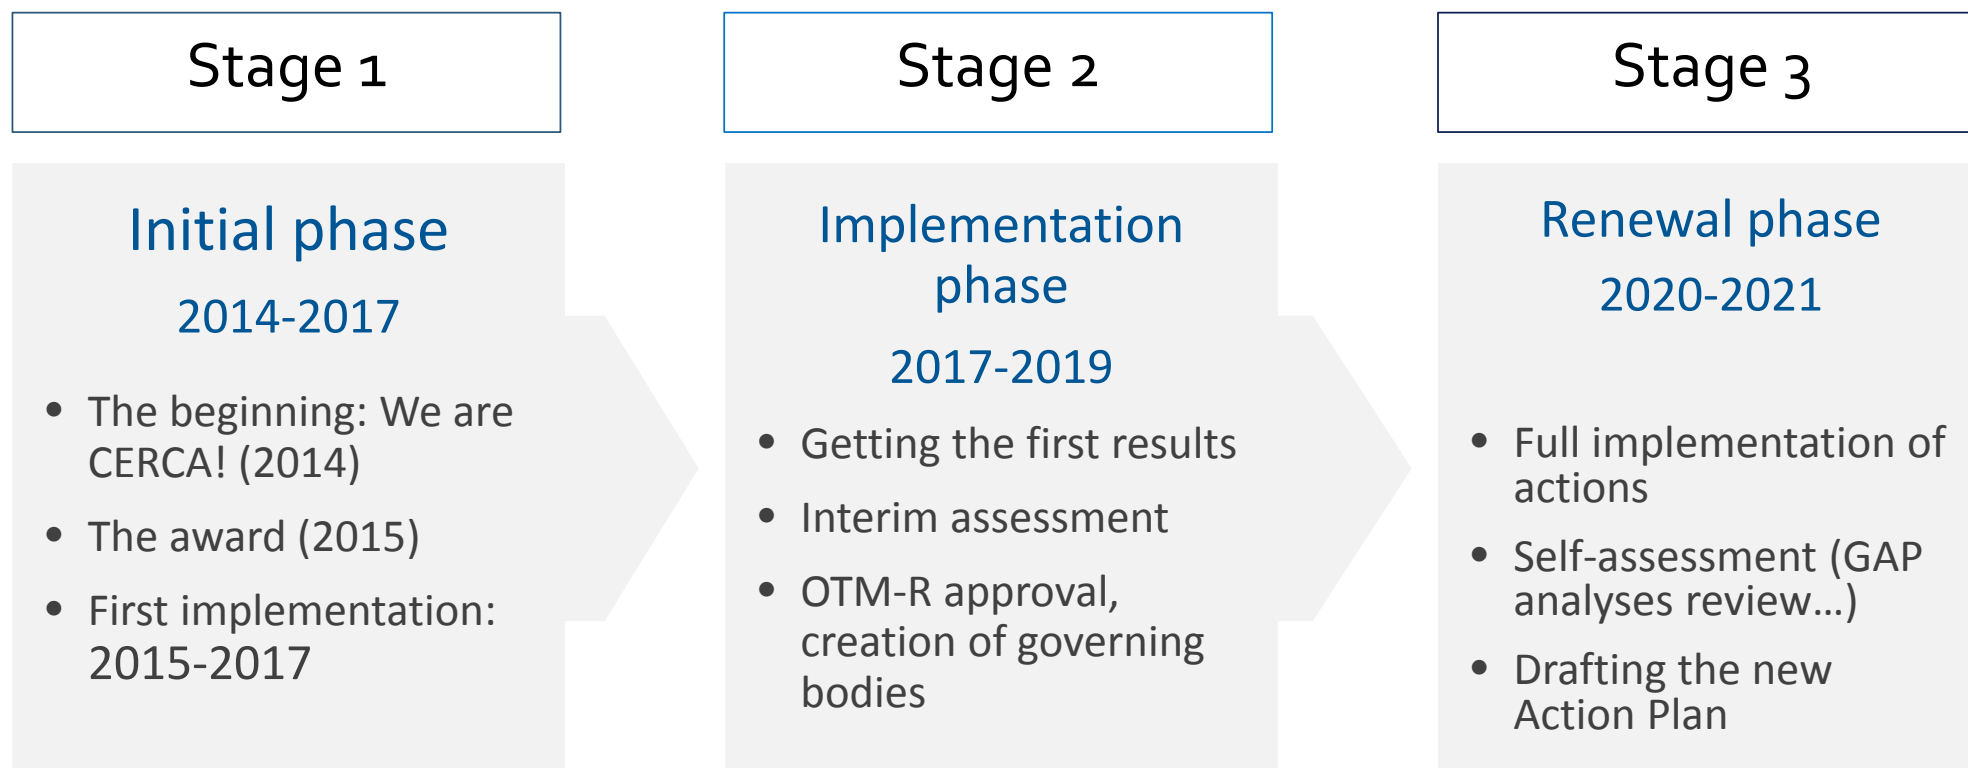 Stage 1
Initial phase
2014-2017
• The beginning: We are
CERCA! (2014)
• The award (2015)
• First implementation:
2015-2017
Stage 2
Implementation
phase
2017-2019
• Getting the first results
• Interim assessment
• OTM-R approval,
creation of governing
bodies
Stage 3
Renewal phase
2020-2021
• Full implementation of
actions
• Self-assessment (GAP
analyses review...)
• Drafting the new
Action Plan